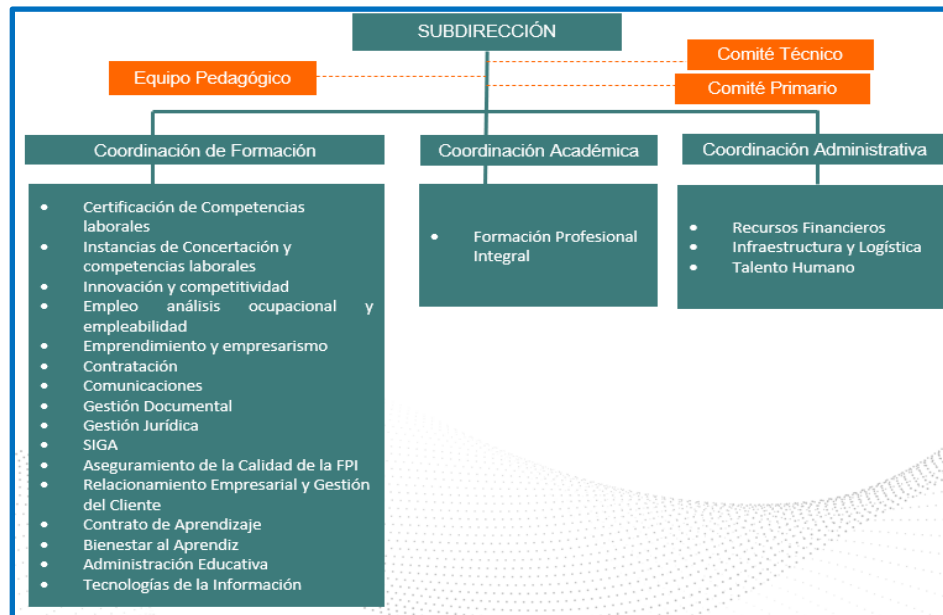 SUBDIRECCIÓN
Comité Técnico
Equipo Pedagógico
Comité Primario
Coordinación de Formación
Coordinación Académica
Coordinación Administrativa
• Certificación de Competencias
laborales
• Instancias de Concertación y
competencias laborales
• Innovación y competitividad
• Empleo análisis ocupacional y
empleabilidad
• Emprendimiento y empresarismo
• Contratación
• Comunicaciones
• Gestión Documental
• Gestión Jurídica
• SIGA
• Aseguramiento de la Calidad de la FPI
• Relacionamiento Empresarial y Gestión
del Cliente
• Contrato de Aprendizaje
• Bienestar al Aprendiz
• Administración Educativa
• Tecnologías de la Información
• Formación Profesional
Integral
• Recursos Financieros
• Infraestructura y Logística
• Talento Humano